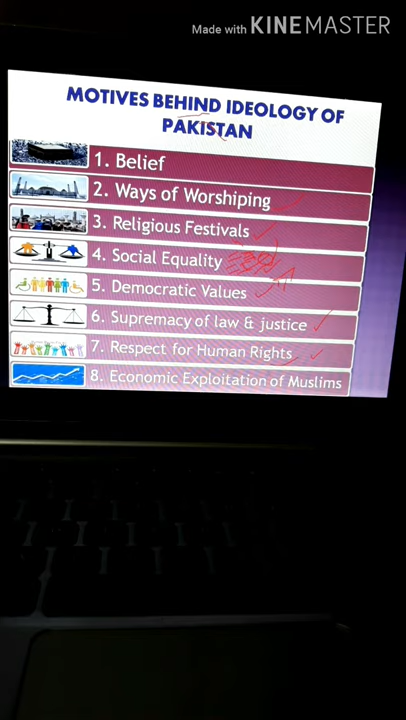 Made with KINEMASTER
MOTIVES BEHIND IDEOLOGY OF
PAKISTAN
1. Belief
2. Ways of Worshiping
3. Religious Festivals
4. Social Equality
5. Democratic Values
6. Supremacy of law & justice
7. Respect for Human Rights
8. Economic Exploitation of Muslims